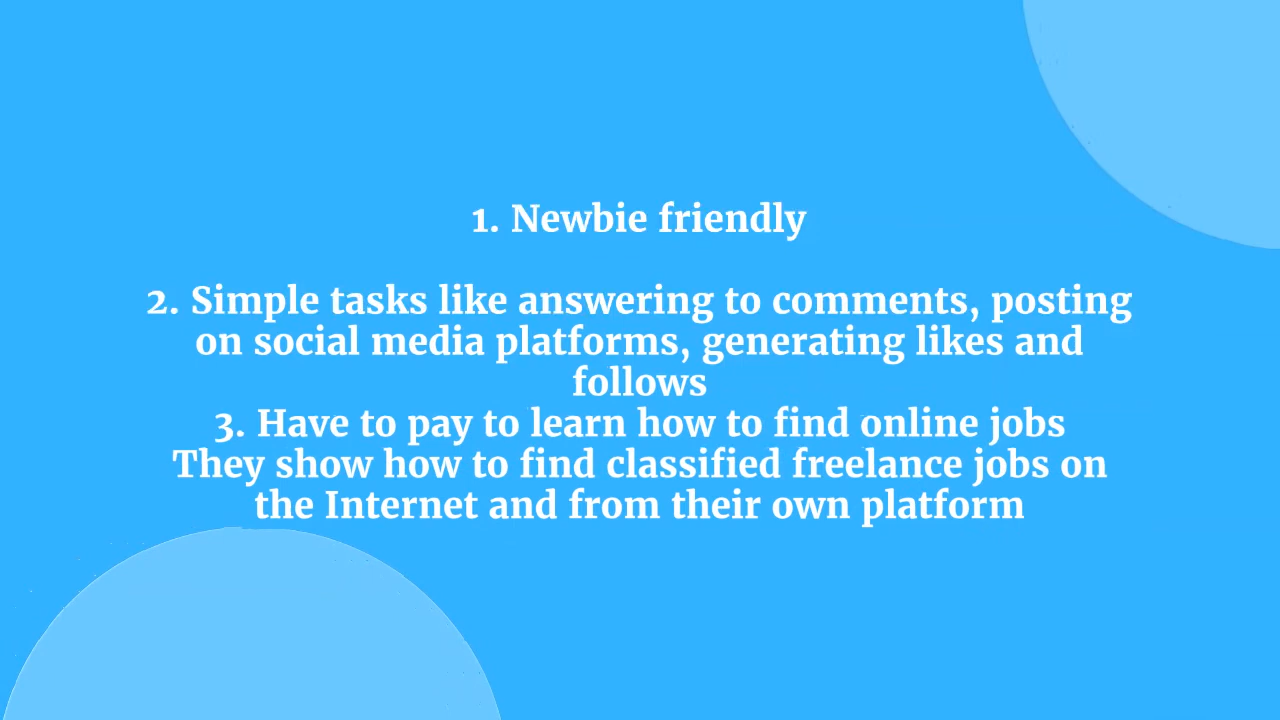 1. Newbie friendly
2. Simple tasks like answering to comments, posting
on social media platforms, generating likes and
follows
3. Have to pay to learn how to find online jobs
They show how to find classified freelance jobs on
the Internet and from their own platform